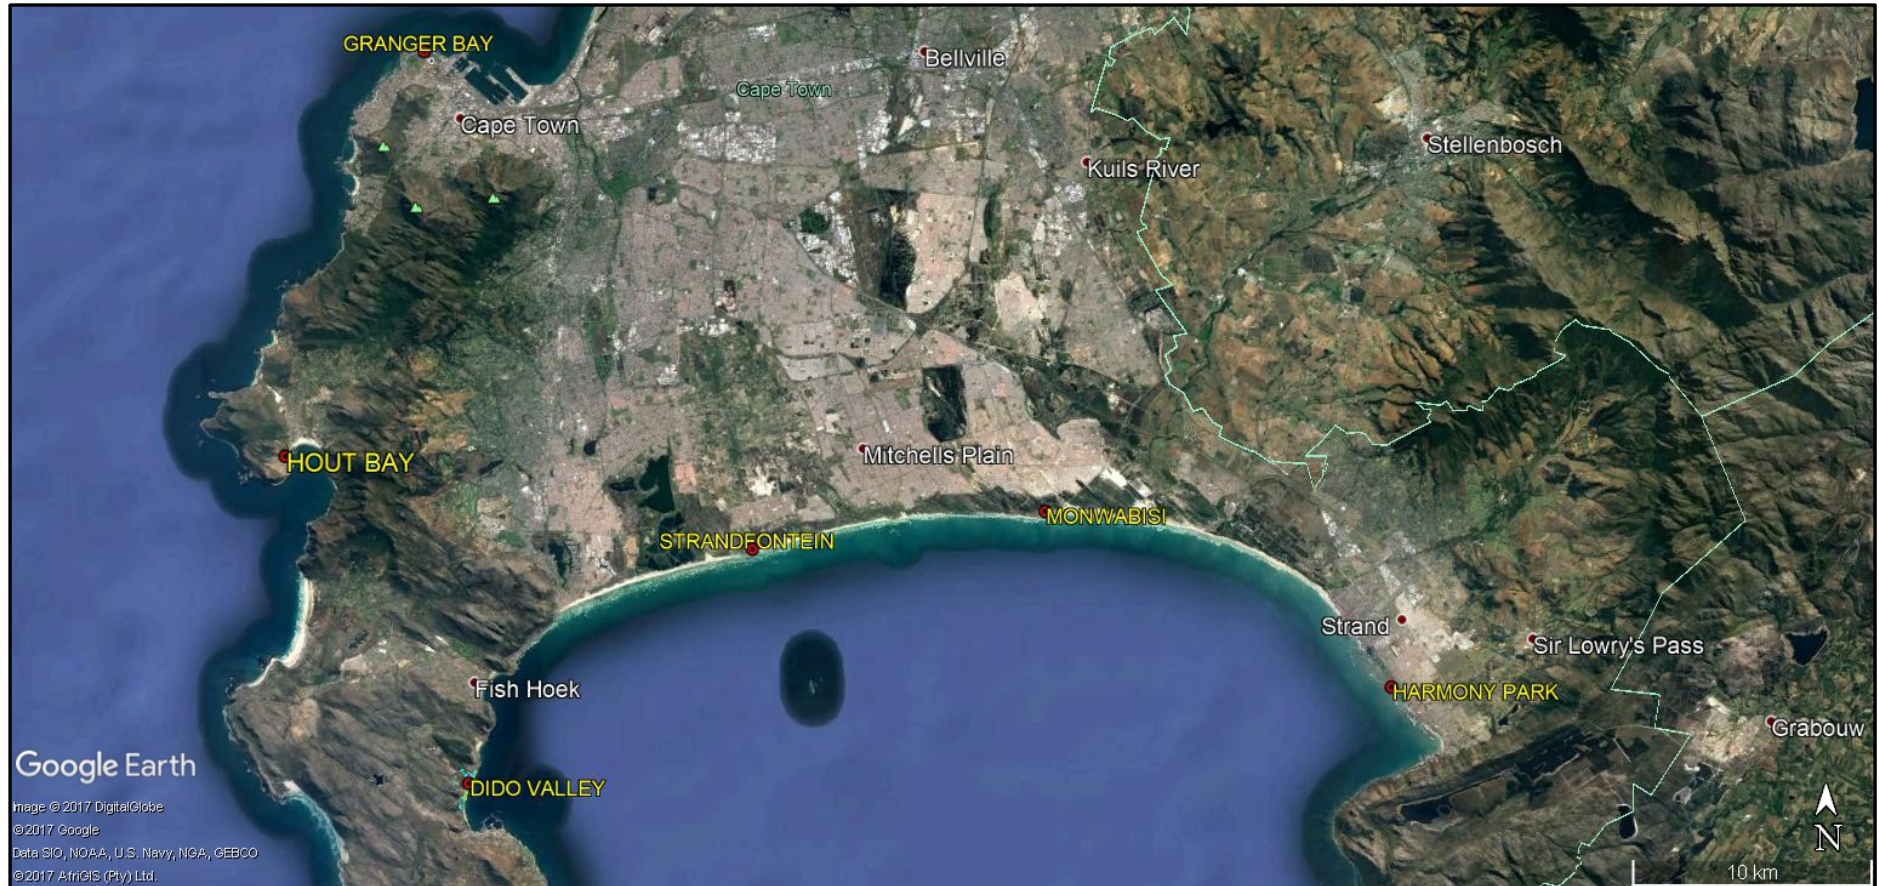 GRANGER BAY
Bellville
Cape Town
Cape Town
Stellenbosch
Kuils River
HOUT BAY
Mitchells Plain
MONWABISI
STRANDFONTEIN
Strand
Sir Lowry's Pass
Fish Hoek
HARMONY PARK
Grabouw
Google Earth
DIDO VALLEY
Image © 2017 DigitalGlobe
© 2017 Google
Data SIO, NOAA, U.S. Navy, NGA, GEBCO
© 2017 AfriGIS (Pty) Ltd.
N
10 km